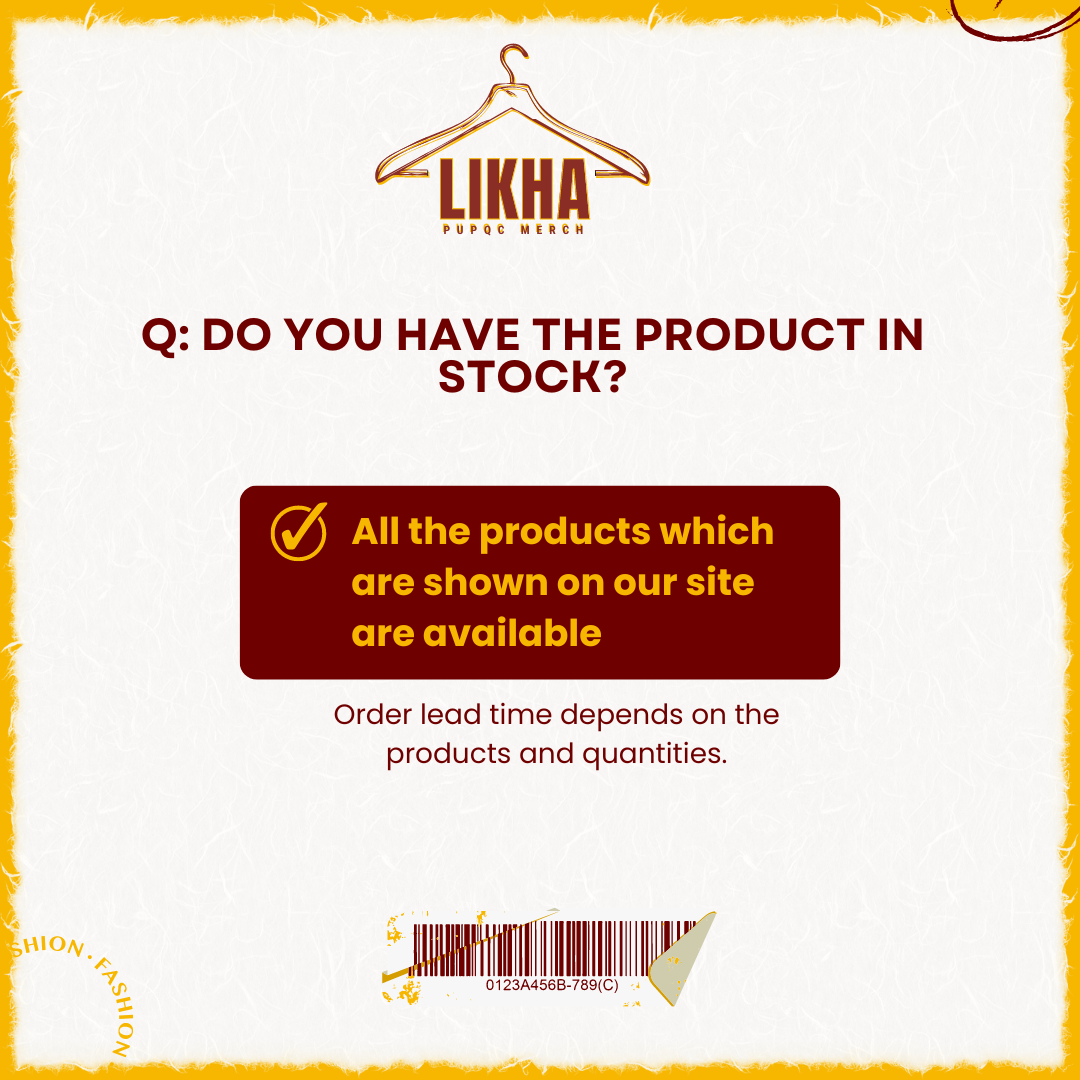 LIKHA
PUPQC MERCH
Q: DO YOU HAVE THE PRODUCT IN
STOCK?
All the products which
are shown on our site
are available
Order lead time depends on the
products and quantities.
0123A456B-789(C)
SHION · FASHION